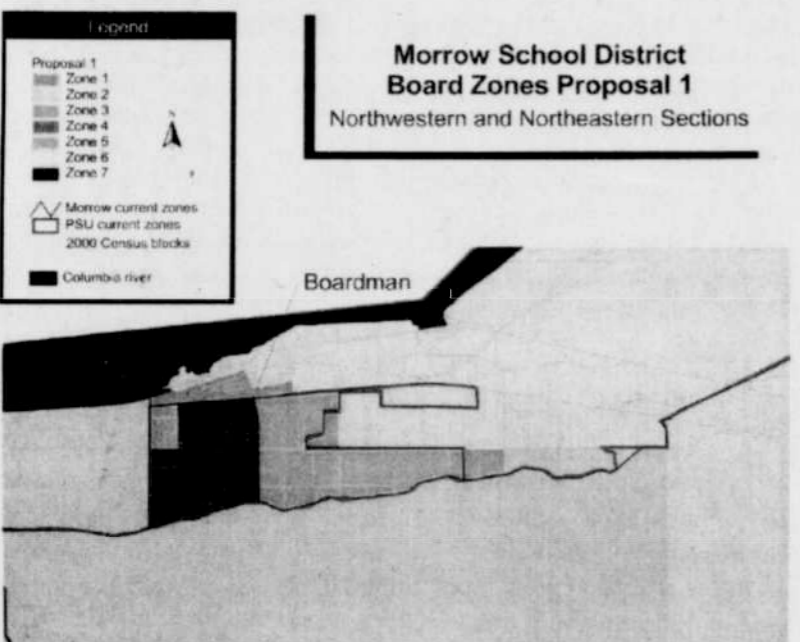 Legend
Proposal 1
Zone 1
Zone 2
Zone 3
Zone 4
Zone 5
Zone 6
Zone 7
N
Morrow current zones
PSU current zones
2000 Census blocks
Columbia river
Morrow School District
Board Zones Proposal 1
Northwestern and Northeastern Sections
Boardman